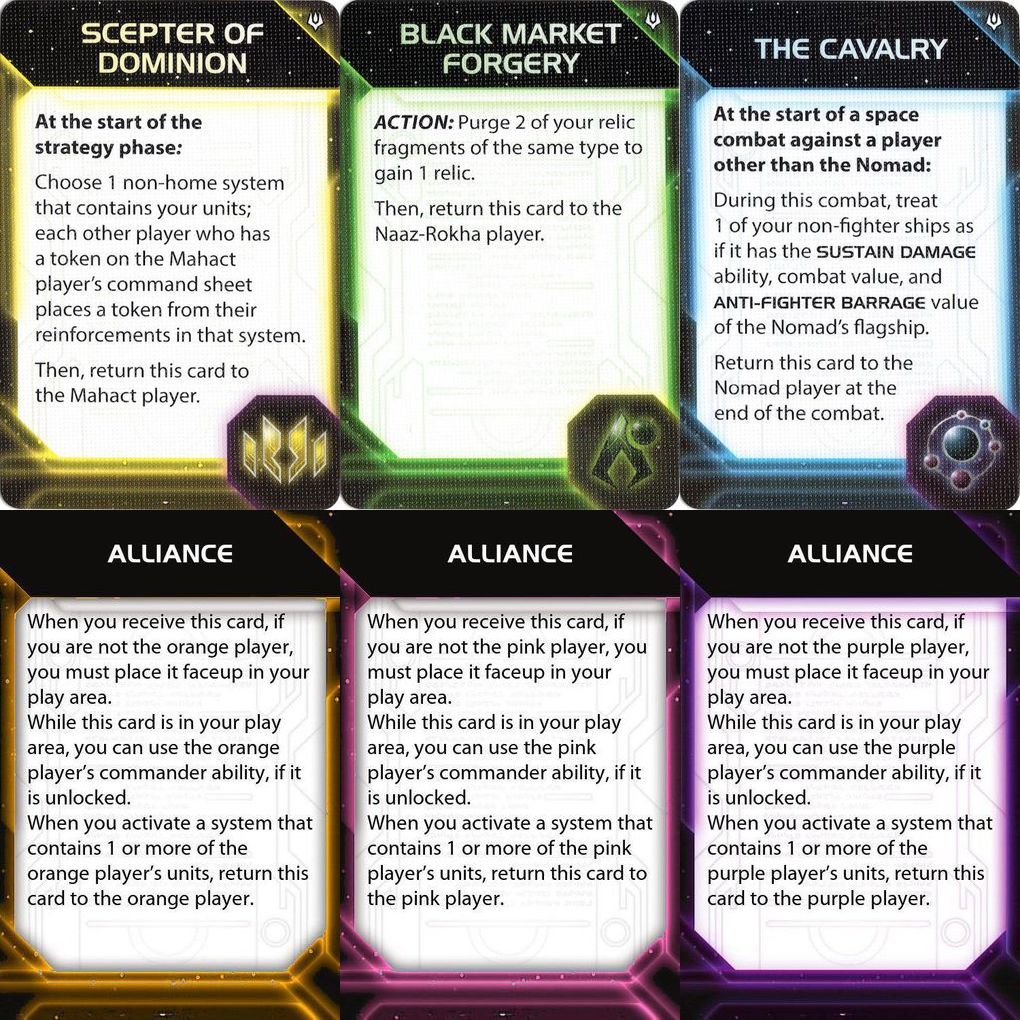 SCEPTER OF
DOMINION
At the start of the
strategy phase:
Choose 1 non-home system
that contains your units;
each other player who has
a token on the Mahact
player's command sheet
places a token from their
reinforcements in that system.
Then, return this card to
the Mahact player.
BLACK MARKET
FORGERY
ACTION: Purge 2 of your relic
fragments of the same type to
gain 1 relic.
Then, return this card to the
Naaz-Rokha player.
THE CAVALRY
At the start of a space
combat against a player
other than the Nomad:
During this combat, treat
1 of your non-fighter ships as
if it has the SUSTAIN DAMAGE
ability, combat value, and
ANTI-FIGHTER BARRAGE value
of the Nomad's flagship.
Return this card to the
Nomad player at the
end of the combat.
ALLIANCE
When you receive this card, if
you are not the orange player,
you must place it faceup in your
play area.
While this card is in your play
area, you can use the orange
player's commander ability, if it
is unlocked.
When you activate a system that
contains 1 or more of the
orange player's units, return this
card to the orange player.
ALLIANCE
When you receive this card, if
you are not the pink player, you
must place it faceup in your
play area.
While this card is in your play
area, you can use the pink
player's commander ability, if it
is unlocked.
When you activate a system that
contains 1 or more of the pink
player's units, return this card to
the pink player.
ALLIANCE
When you receive this card, if
you are not the purple player,
you must place it faceup in your
play area.
While this card is in your play
area, you can use the purple
player's commander ability, if it
is unlocked.
When you activate a system that
contains 1 or more of the
purple player's units, return this
card to the purple player.